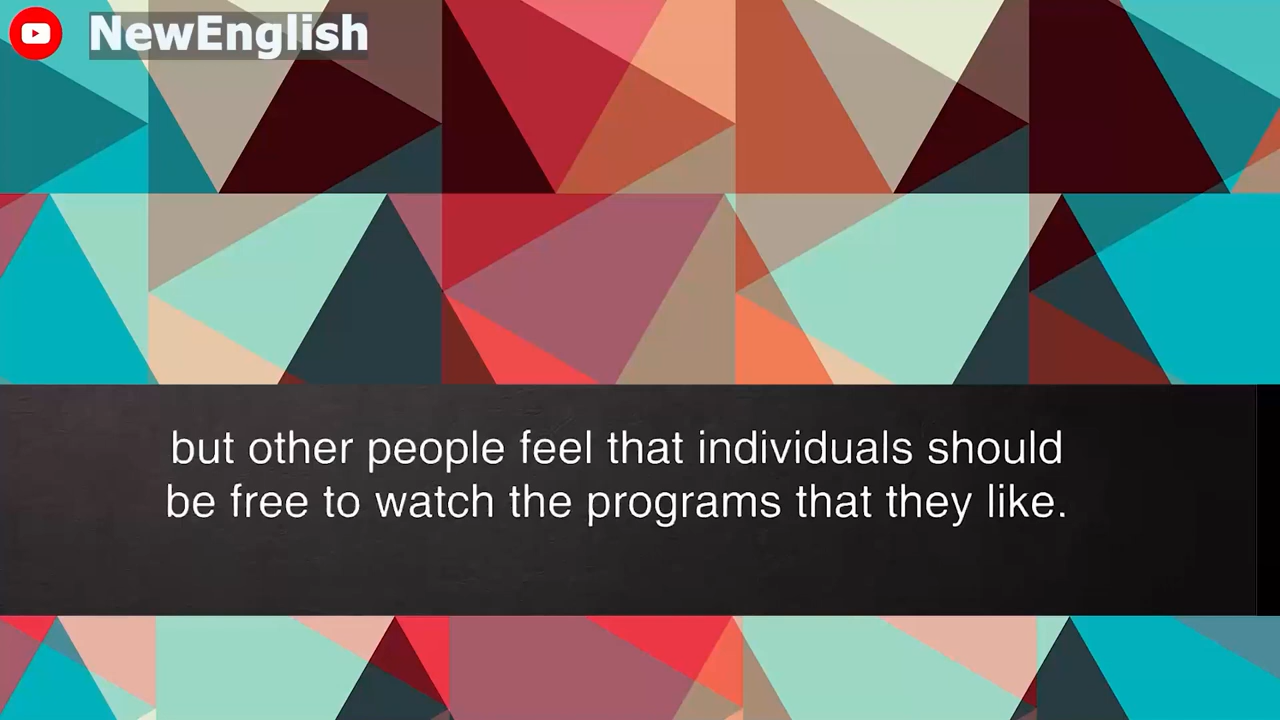 NewEnglish
but other people feel that individuals should
be free to watch the programs that they like.